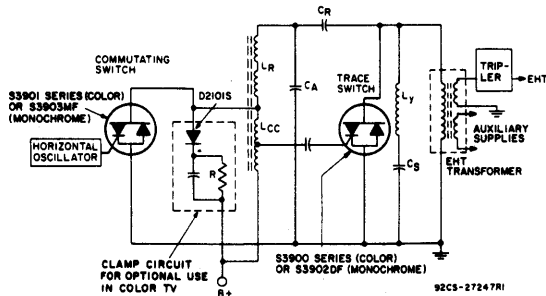 COMMUTATING
SWITCH
S3901 SERIES (COLOR)
OR S3903MF
(MONOCHROME)
HORIZONTAL
OSCILLATOR
D2101S
R
CLAMP CIRCUIT
FOR OPTIONAL USE
IN COLOR TV
B+
LR
LCC
CR
CA
TRACE
SWITCH
Ly
CS
S3900 SERIES (COLOR)
OR S3902DF (MONOCHROME)
TRIP-
LER
EHT
AUXILIARY
SUPPLIES
EHT
TRANSFORMER
92CS-27247RI